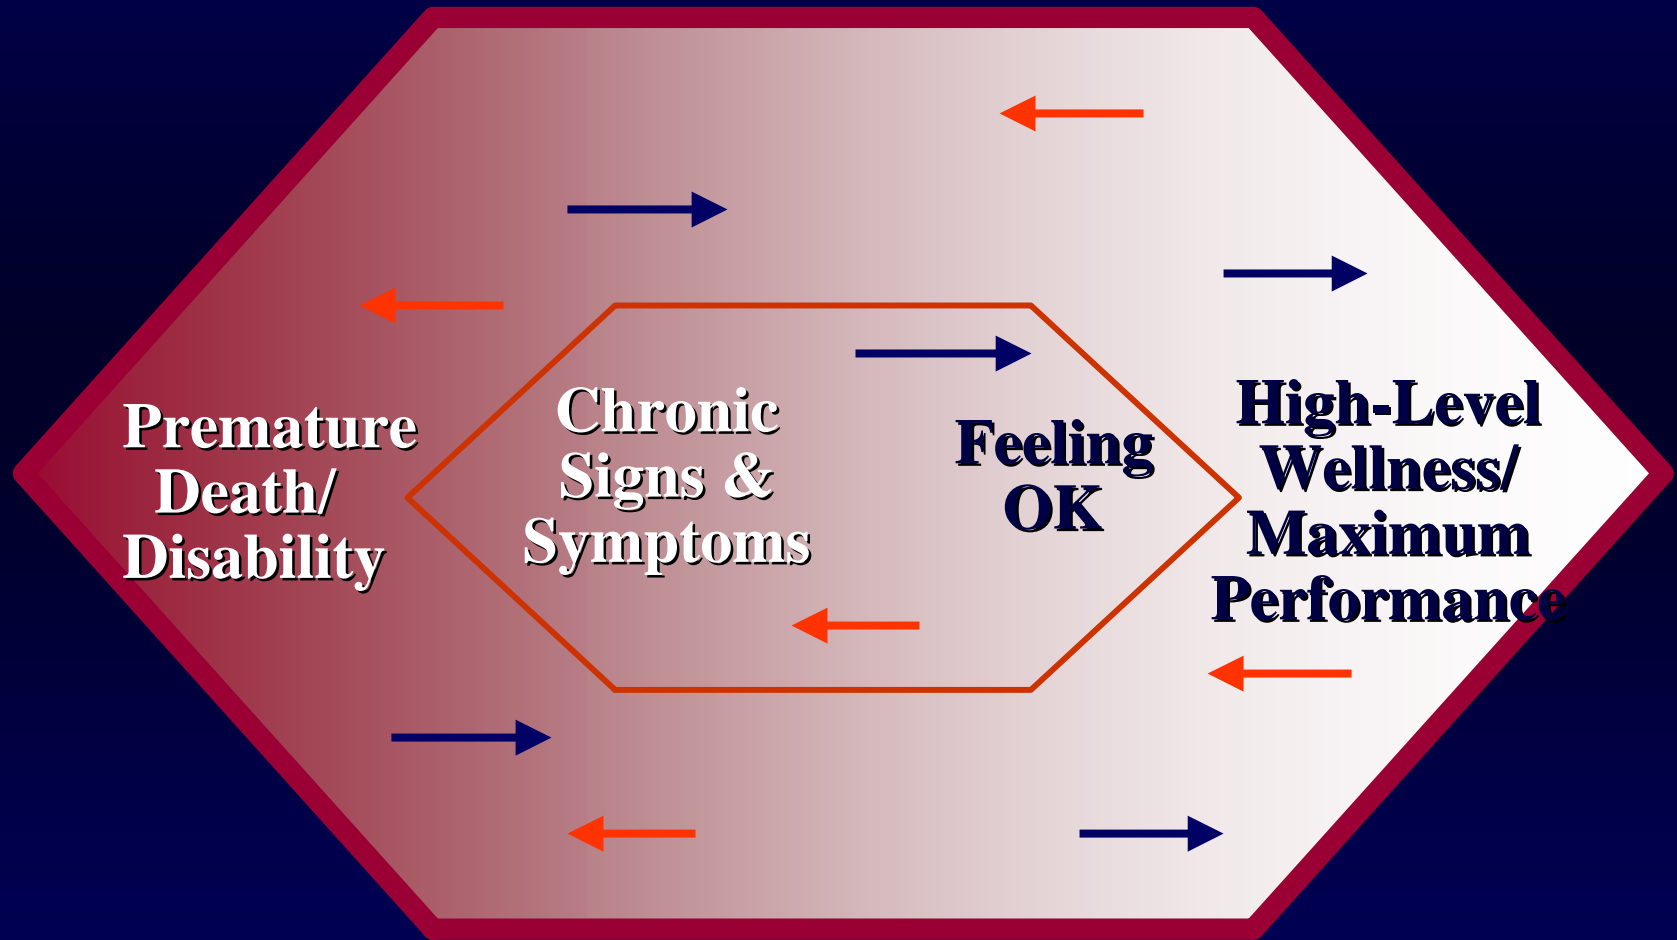 Premature
Death/
Disability
Chronic
Signs &
Symptoms
Feeling
OK
High-Level
Wellness/
Maximum
Performance